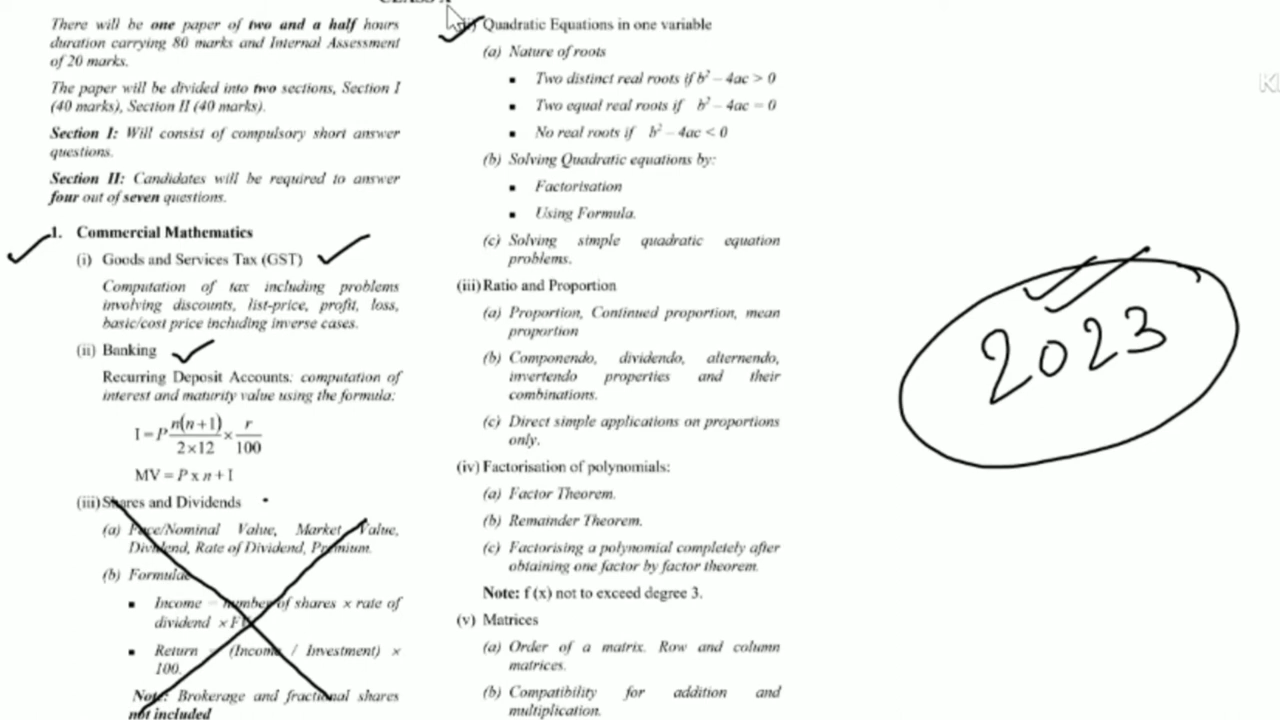 There will be one paper of two and a half hours
duration carrying 80 marks and Internal Assessment
of 20 marks.
The paper will be divided into two sections, Section I
(40 marks), Section II (40 marks).
Section I: Will consist of compulsory short answer
questions.
Section II: Candidates will be required to answer
four out of seven questions.
1. Commercial Mathematics
(i) Goods and Services Tax (GST)
Computation of tax including problems
involving discounts, list-price, profit, loss,
basic/cost price including inverse cases.
(ii) Banking
Recurring Deposit Accounts: computation of
interest and maturity value using the formula:
I = P n(n+1)/2×12 × r/100
MV = P x n + I
(iii) Shares and Dividends
(a) Face/Nominal Value, Market Value,
Dividend, Rate of Dividend, Premium.
(b) Formulae
▪ Income = number of shares × rate of
dividend ×
▪ Return = (Income / Investment) ×
100.
Note: Brokerage and fractional shares
not included
Quadratic Equations in one variable
(a) Nature of roots
▪ Two distinct real roots if b² – 4ac > 0
▪ Two equal real roots if b² – 4ac = 0
▪ No real roots if b² – 4ac < 0
(b) Solving Quadratic equations by:
▪ Factorisation
▪ Using Formula.
(c) Solving simple quadratic equation
problems.
(iii) Ratio and Proportion
(a) Proportion, Continued proportion, mean
proportion
(b) Componendo, dividendo, alternendo,
invertendo properties and their
combinations.
(c) Direct simple applications on proportions
only.
(iv) Factorisation of polynomials:
(a) Factor Theorem.
(b) Remainder Theorem.
(c) Factorising a polynomial completely after
obtaining one factor by factor theorem.
Note: f (x) not to exceed degree 3.
(v) Matrices
(a) Order of a matrix. Row and column
matrices.
(b) Compatibility for addition and
multiplication.
2023